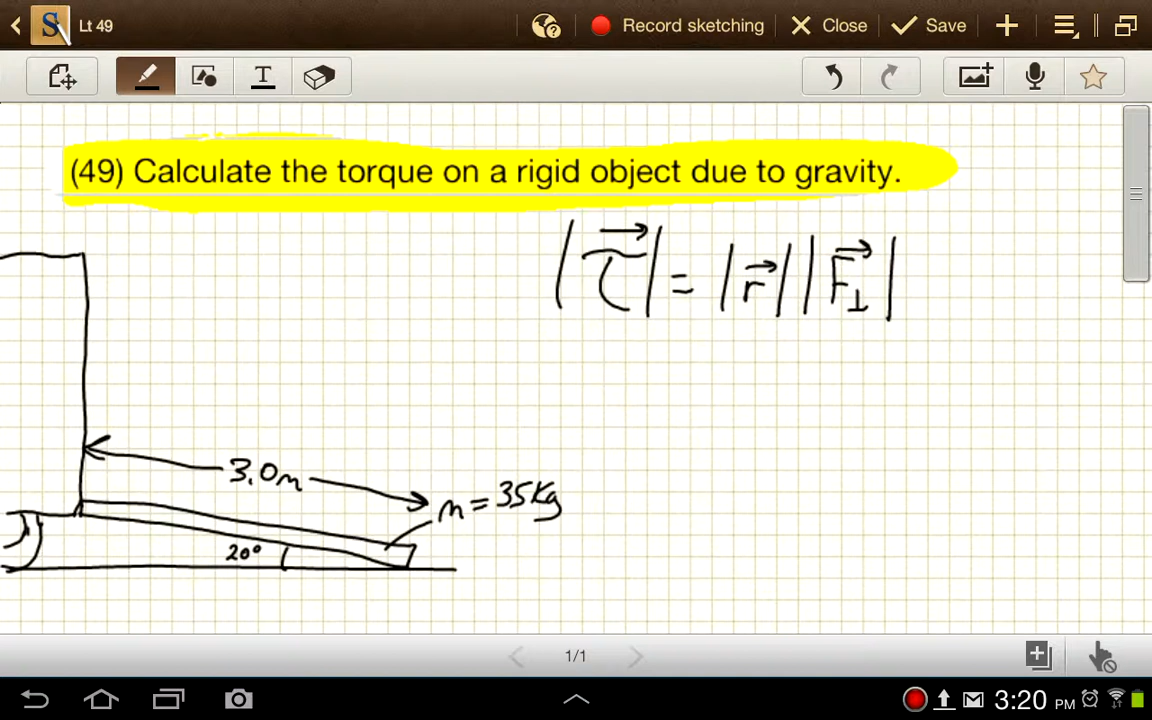 S Lt 49 Record sketching Close Save
T
(49) Calculate the torque on a rigid object due to gravity.
|τ⃗| = |r⃗| |F⃗⊥|
3.0m
m = 35Kg
20°
1/1
3:20 PM